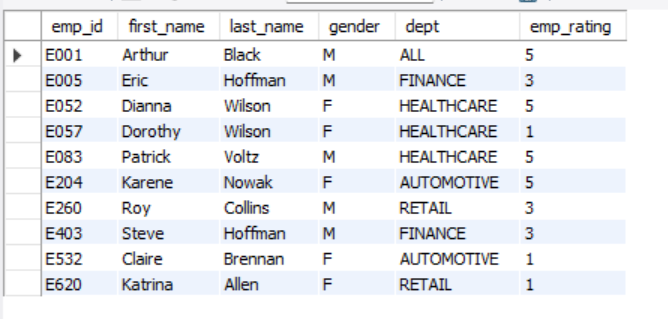 emp_id first_name last_name gender dept emp_rating
E001 Arthur Black M ALL 5
E005 Eric Hoffman M FINANCE 3
E052 Dianna Wilson F HEALTHCARE 5
E057 Dorothy Wilson F HEALTHCARE 1
E083 Patrick Voltz M HEALTHCARE 5
E204 Karene Nowak F AUTOMOTIVE 5
E260 Roy Collins M RETAIL 3
E403 Steve Hoffman M FINANCE 3
E532 Claire Brennan F AUTOMOTIVE 1
E620 Katrina Allen F RETAIL 1